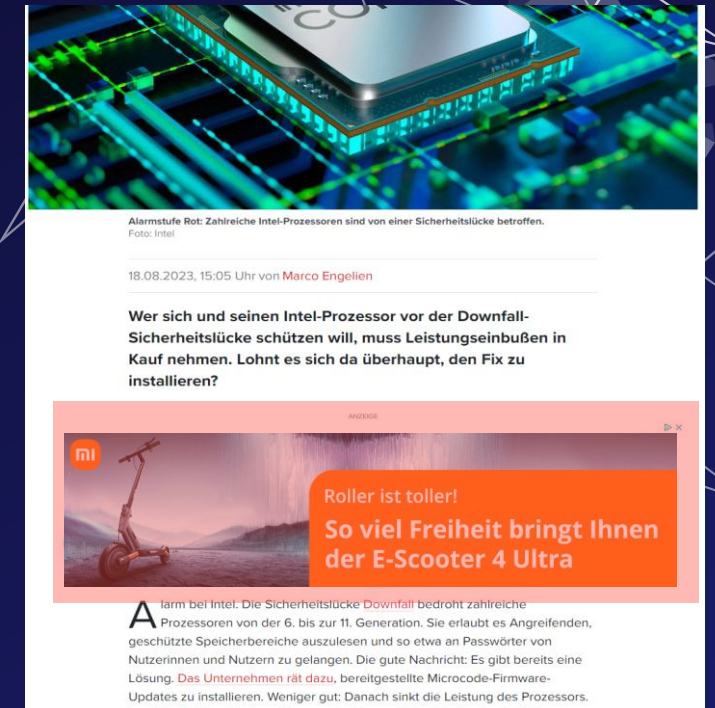 COR
Alarmstufe Rot: Zahlreiche Intel-Prozessoren sind von einer Sicherheitslücke betroffen.
Foto: Intel
18.08.2023, 15:05 Uhr von Marco Engelien
Wer sich und seinen Intel-Prozessor vor der Downfall-
Sicherheitslücke schützen will, muss Leistungseinbußen in
Kauf nehmen. Lohnt es sich da überhaupt, den Fix zu
installieren?
ANZEIGE
mi
Roller ist toller!
So viel Freiheit bringt Ihnen
der E-Scooter 4 Ultra
Alarm bei Intel. Die Sicherheitslücke Downfall bedroht zahlreiche
Prozessoren von der 6. bis zur 11. Generation. Sie erlaubt es Angreifenden,
geschützte Speicherbereiche auszulesen und so etwa an Passwörter von
Nutzerinnen und Nutzern zu gelangen. Die gute Nachricht: Es gibt bereits eine
Lösung. Das Unternehmen rät dazu, bereitgestellte Microcode-Firmware-
Updates zu installieren. Weniger gut: Danach sinkt die Leistung des Prozessors.